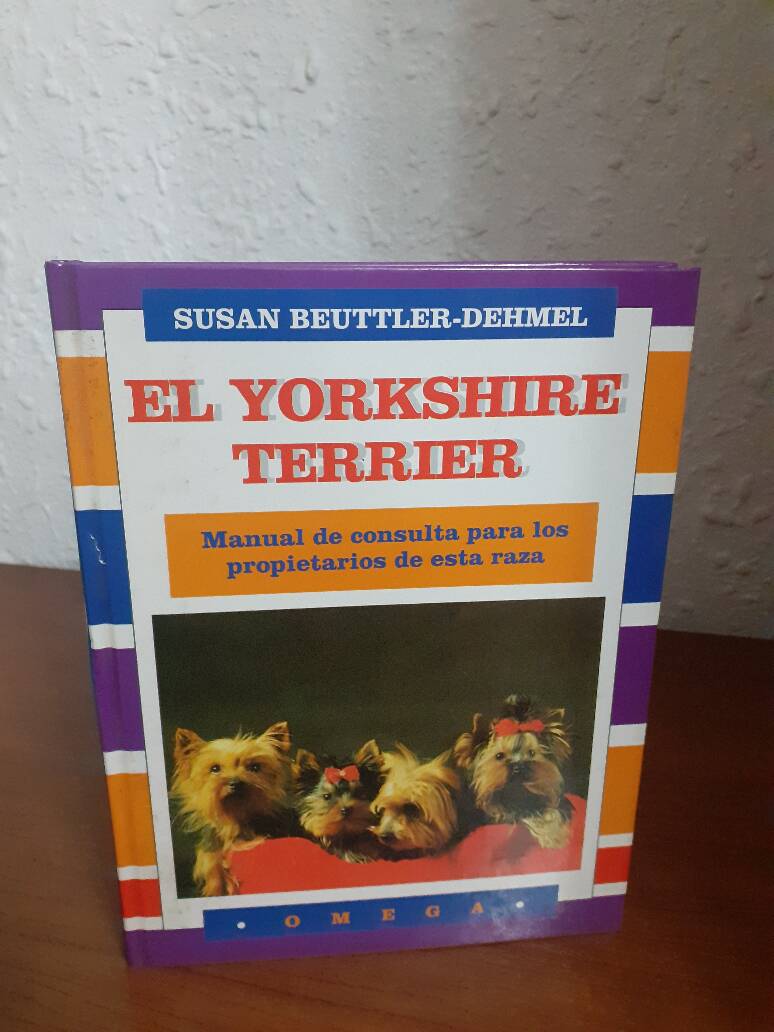 SUSAN BEUTTLER-DEHMEL
EL YORKSHIRE
TERRIER
Manual de consulta para los
propietarios de esta raza
• OMEGA •